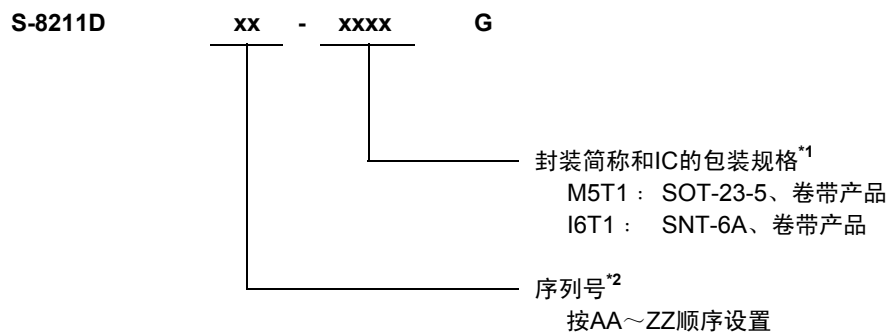 S-8211D xx - xxxx G
封装简称和IC的包装规格*1
M5T1： SOT-23-5、卷带产品
I6T1： SNT-6A、卷带产品
序列号*2
按AA～ZZ顺序设置